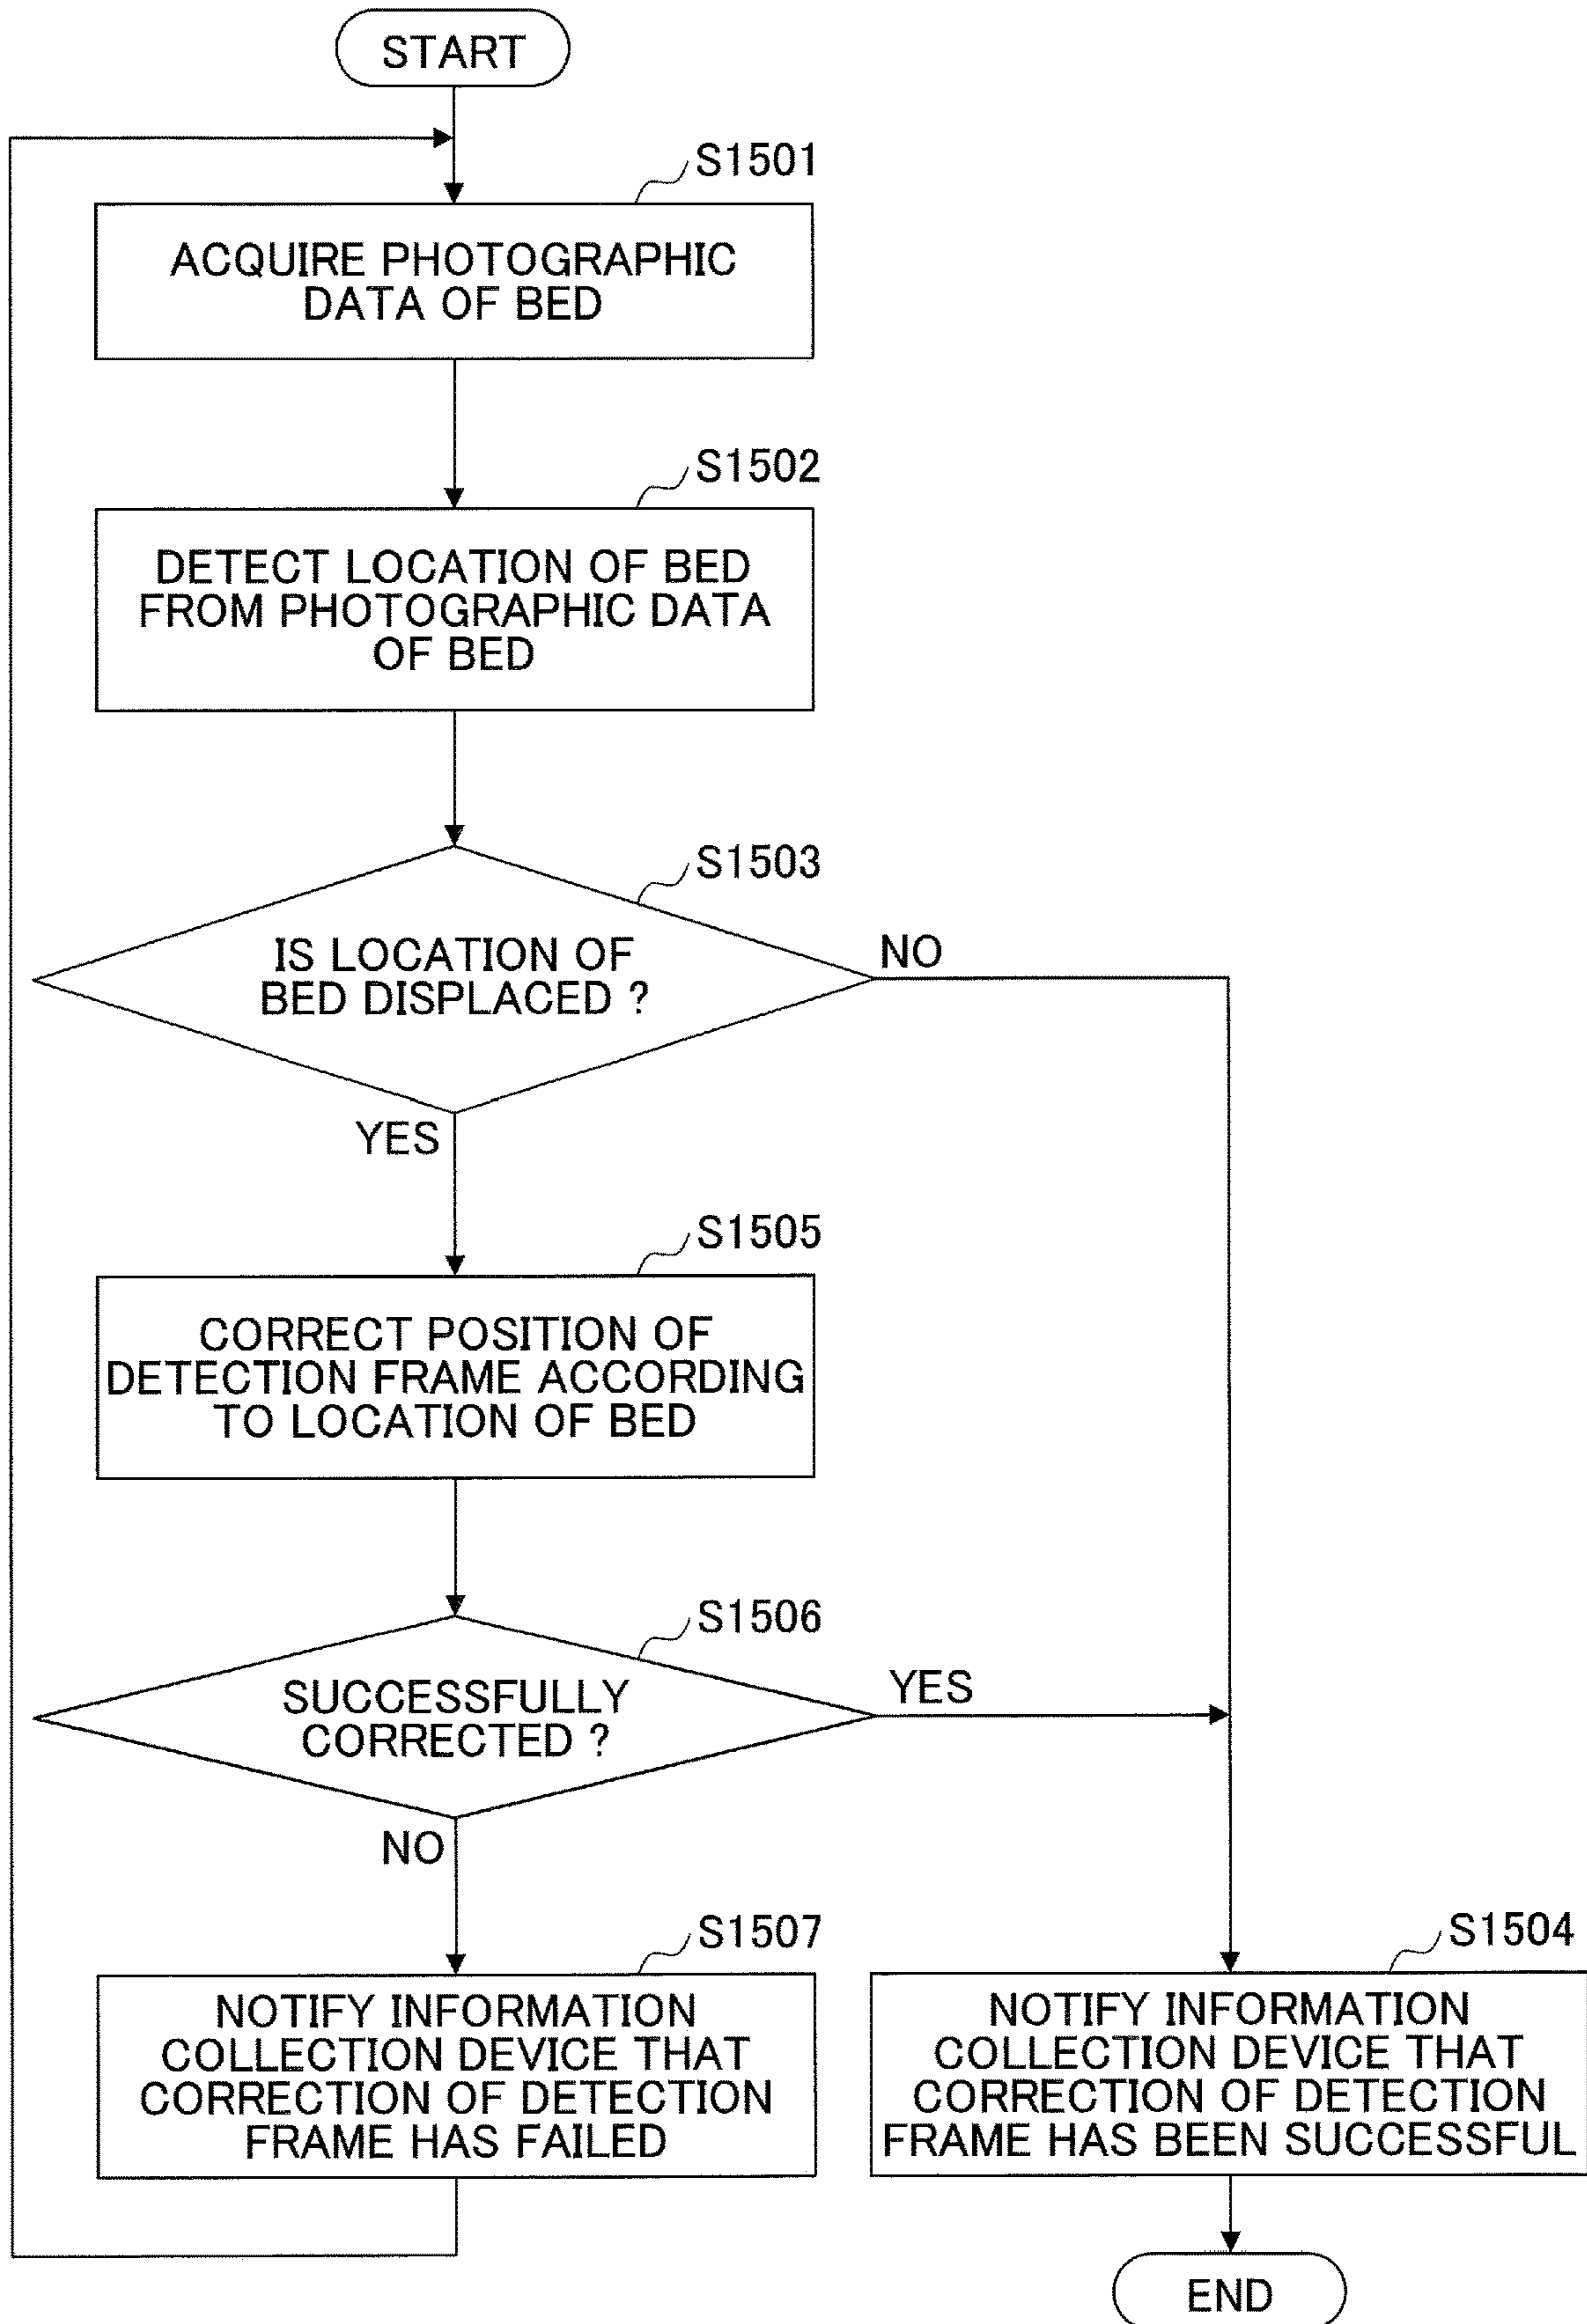 START
S1501
ACQUIRE PHOTOGRAPHIC
DATA OF BED
S1502
DETECT LOCATION OF BED
FROM PHOTOGRAPHIC DATA
OF BED
S1503
IS LOCATION OF
BED DISPLACED ?
NO
YES
S1505
CORRECT POSITION OF
DETECTION FRAME ACCORDING
TO LOCATION OF BED
S1506
SUCCESSFULLY
CORRECTED ?
YES
NO
S1507
NOTIFY INFORMATION
COLLECTION DEVICE THAT
CORRECTION OF DETECTION
FRAME HAS FAILED
S1504
NOTIFY INFORMATION
COLLECTION DEVICE THAT
CORRECTION OF DETECTION
FRAME HAS BEEN SUCCESSFUL
END